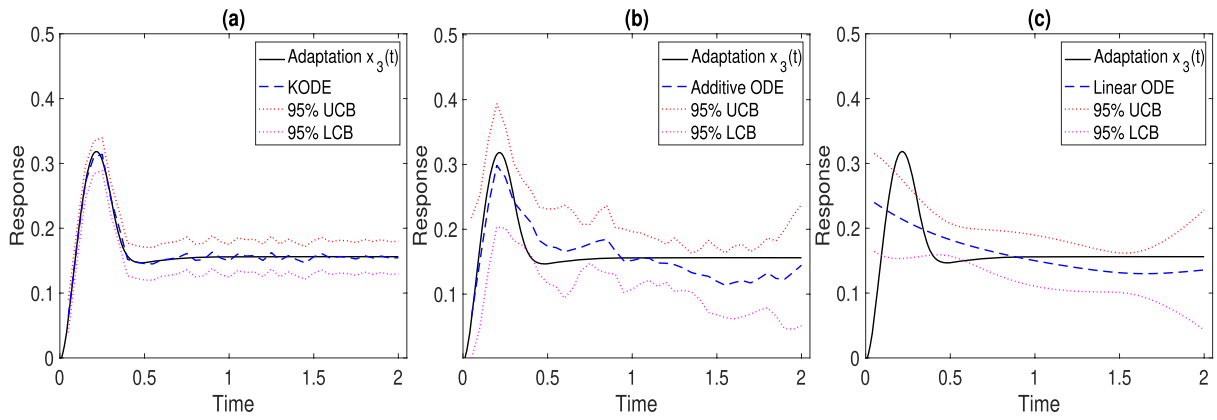 (a)
0.5
0.4
0.3
0.2
0.1
0
Response
0
0.5
1
1.5
2
Time
Adaptation x_3(t)
KODE
95% UCB
95% LCB
(b)
0.5
0.4
0.3
0.2
0.1
0
Response
0
0.5
1
1.5
2
Time
Adaptation x_3(t)
Additive ODE
95% UCB
95% LCB
(c)
0.5
0.4
0.3
0.2
0.1
0
Response
0
0.5
1
1.5
2
Time
Adaptation x_3(t)
Linear ODE
95% UCB
95% LCB